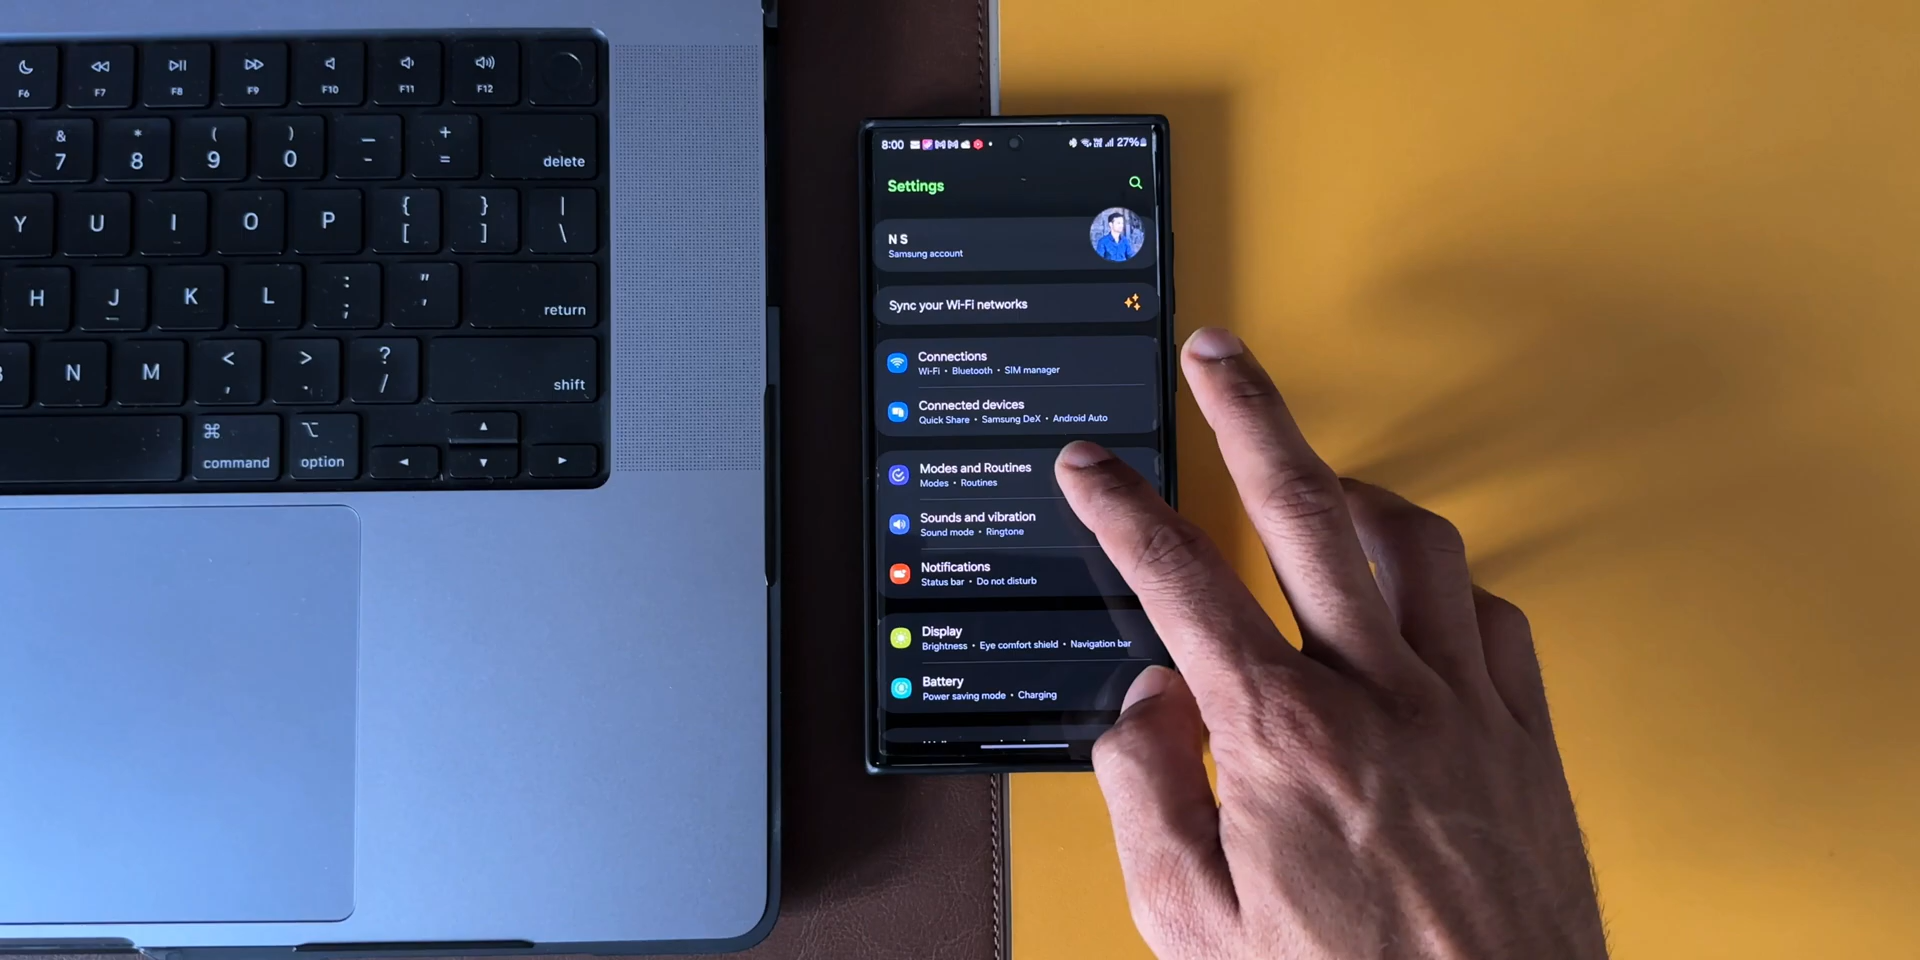 F6 F7 F8 F9 F10 F11 F12
& * ( ) — +
7 8 9 0 - = delete
Y U I O P { } |
[ ] \
H J K L : "
; ' return
N M < > ?
, . / shift
⌘ ⌥
command option
8:00 27%
Settings
N S
Samsung account
Sync your Wi-Fi networks
Connections
Wi-Fi • Bluetooth • SIM manager
Connected devices
Quick Share • Samsung DeX • Android Auto
Modes and Routines
Modes • Routines
Sounds and vibration
Sound mode • Ringtone
Notifications
Status bar • Do not disturb
Display
Brightness • Eye comfort shield • Navigation bar
Battery
Power saving mode • Charging